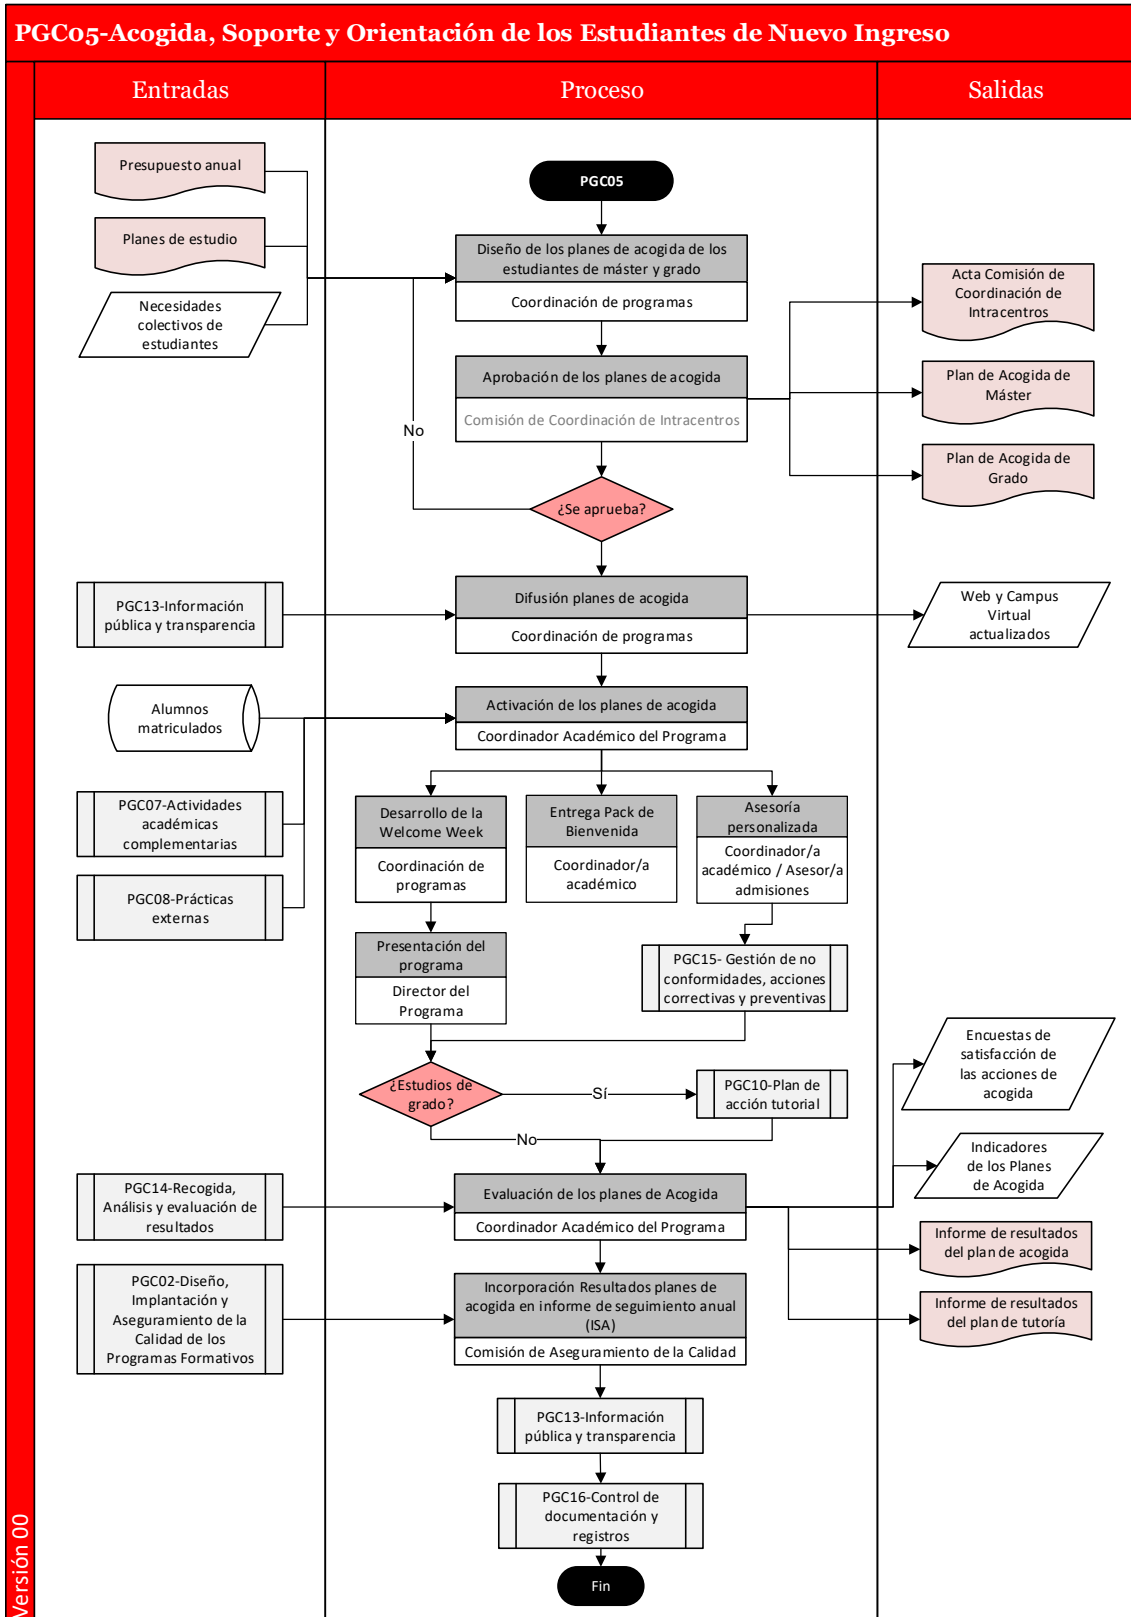 PGC05-Acogida, Soporte y Orientación de los Estudiantes de Nuevo Ingreso
Entradas
Proceso
Salidas
Presupuesto anual
PGC05
Planes de estudio
Diseño de los planes de acogida de los
estudiantes de máster y grado
Coordinación de programas
Necesidades
colectivos de
estudiantes
Acta Comisión de
Coordinación de
Intracentros
Aprobación de los planes de acogida
Comisión de Coordinación de Intracentros
Plan de Acogida de
Máster
No
Plan de Acogida de
Grado
¿Se aprueba?
PGC13-Información
pública y transparencia
Difusión planes de acogida
Coordinación de programas
Web y Campus
Virtual
actualizados
Alumnos
matriculados
Activación de los planes de acogida
Coordinador Académico del Programa
PGC07-Actividades
académicas
complementarias
Desarrollo de la
Welcome Week
Coordinación de
programas
Entrega Pack de
Bienvenida
Coordinador/a
académico
Asesoría
personalizada
Coordinador/a
académico / Asesor/a
admisiones
PGC08-Prácticas
externas
Presentación del
programa
Director del
Programa
PGC15- Gestión de no
conformidades, acciones
correctivas y preventivas
Encuestas de
satisfacción de
las acciones de
acogida
¿Estudios de
grado?
Sí
PGC10-Plan de
acción tutorial
No
Indicadores
de los Planes
de Acogida
PGC14-Recogida,
Análisis y evaluación de
resultados
Evaluación de los planes de Acogida
Coordinador Académico del Programa
Informe de resultados
del plan de acogida
PGC02-Diseño,
Implantación y
Aseguramiento de la
Calidad de los
Programas Formativos
Incorporación Resultados planes de
acogida en informe de seguimiento anual
(ISA)
Comisión de Aseguramiento de la Calidad
Informe de resultados
del plan de tutoría
PGC13-Información
pública y transparencia
PGC16-Control de
documentación y
registros
Fin
Versión 00